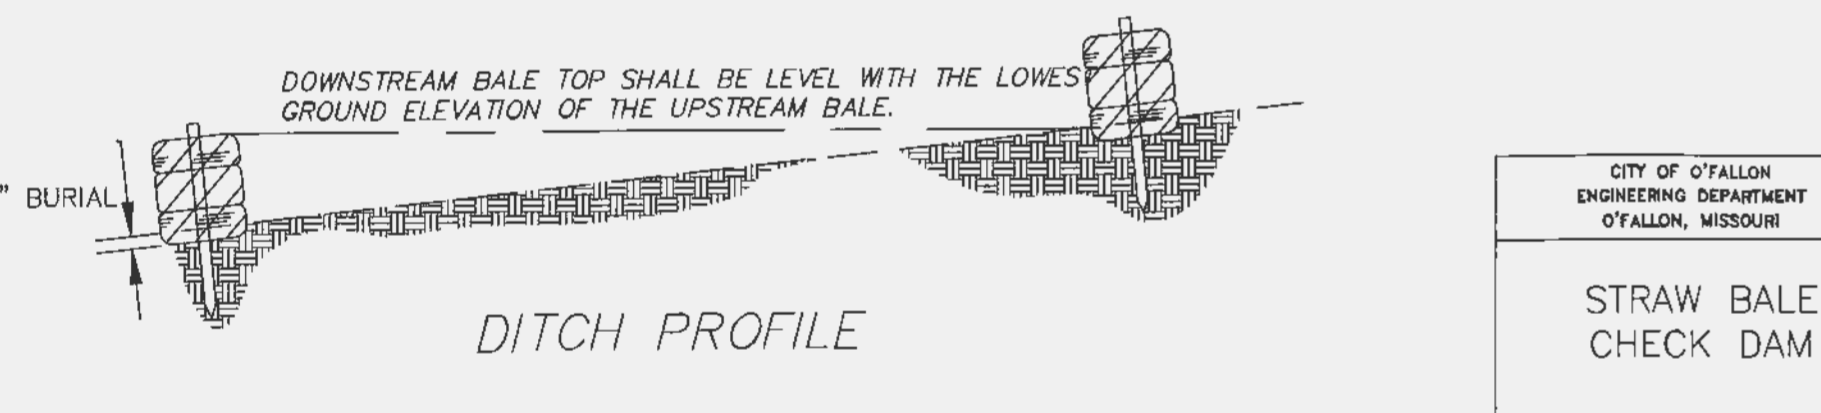 DOWNSTREAM BALE TOP SHALL BE LEVEL WITH THE LOWES
GROUND ELEVATION OF THE UPSTREAM BALE.
" BURIAL
DITCH PROFILE
CITY OF O'FALLON
ENGINEERING DEPARTMENT
O'FALLON, MISSOURI
STRAW BALE
CHECK DAM